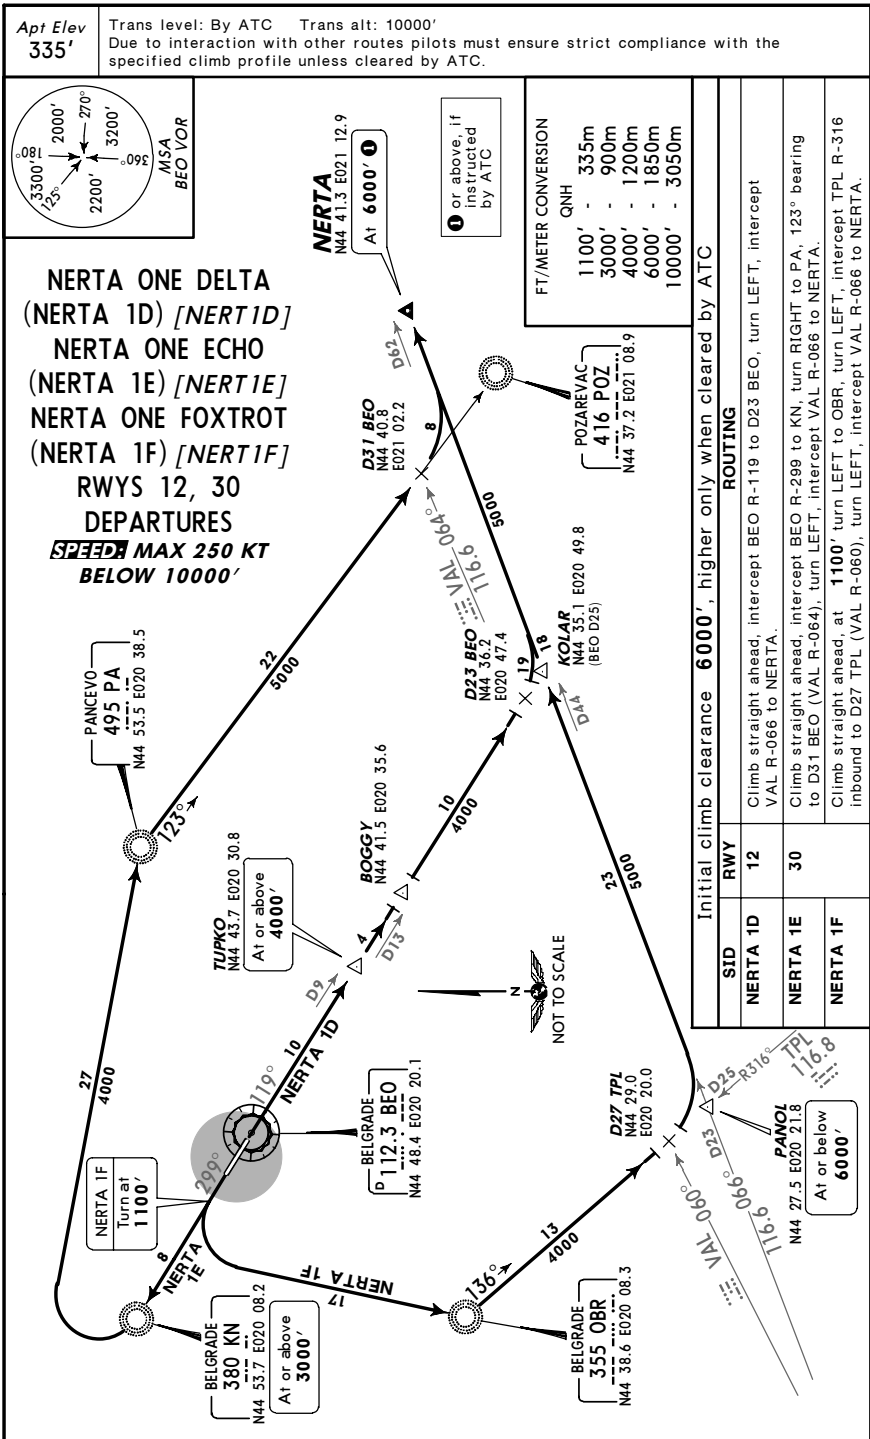 Apt Elev
335'
Trans level: By ATC Trans alt: 10000'
Due to interaction with other routes pilots must ensure strict compliance with the
specified climb profile unless cleared by ATC.
MSA
BEO VOR
3300'
180°
2000'
270°
3200'
360°
2200'
125°
NERTA ONE DELTA
(NERTA 1D) [NERT1D]
NERTA ONE ECHO
(NERTA 1E) [NERT1E]
NERTA ONE FOXTROT
(NERTA 1F) [NERT1F]
RWYS 12, 30
DEPARTURES
SPEED: MAX 250 KT
BELOW 10000'
NERTA
N44 41.3 E021 12.9
At 6000' ❶
❶ or above, if
instructed
by ATC
FT/METER CONVERSION
QNH
1100' - 335m
3000' - 900m
4000' - 1200m
6000' - 1850m
10000' - 3050m
D62
D31 BEO
N44 40.8
E021 02.2
8
POZAREVAC
416 POZ
N44 37.2 E021 08.9
VAL 064°
116.6
5000
18
19
D23 BEO
N44 36.2
E020 47.4
KOLAR
N44 35.1 E020 49.8
(BEO D25)
D44
PANCEVO
495 PA
N44 53.5 E020 38.5
123°
22
5000
BOGGY
N44 41.5 E020 35.6
10
4000
TUPKO
N44 43.7 E020 30.8
At or above
4000'
D9
4
D13
23
5000
N
NOT TO SCALE
27
4000
119°
10
NERTA 1D
299°
BELGRADE
D 112.3 BEO
N44 48.4 E020 20.1
NERTA 1F
Turn at
1100'
8
NERTA
1E
NERTA 1F
17
BELGRADE
380 KN
N44 53.7 E020 08.2
At or above
3000'
136°
13
4000
BELGRADE
355 OBR
N44 38.6 E020 08.3
D27 TPL
N44 29.0
E020 20.0
VAL 060°
116.6 066°
D23
D25
R316°
TPL
116.8
PANOL
N44 27.5 E020 21.8
At or below
6000'
Initial climb clearance 6000', higher only when cleared by ATC
SID RWY ROUTING
NERTA 1D 12 Climb straight ahead, intercept BEO R-119 to D23 BEO, turn LEFT, intercept
VAL R-066 to NERTA.
NERTA 1E 30 Climb straight ahead, intercept BEO R-299 to KN, turn RIGHT to PA, 123° bearing
to D31 BEO (VAL R-064), turn LEFT, intercept VAL R-066 to NERTA.
NERTA 1F Climb straight ahead, at 1100' turn LEFT to OBR, turn LEFT, intercept TPL R-316
inbound to D27 TPL (VAL R-060), turn LEFT, intercept VAL R-066 to NERTA.